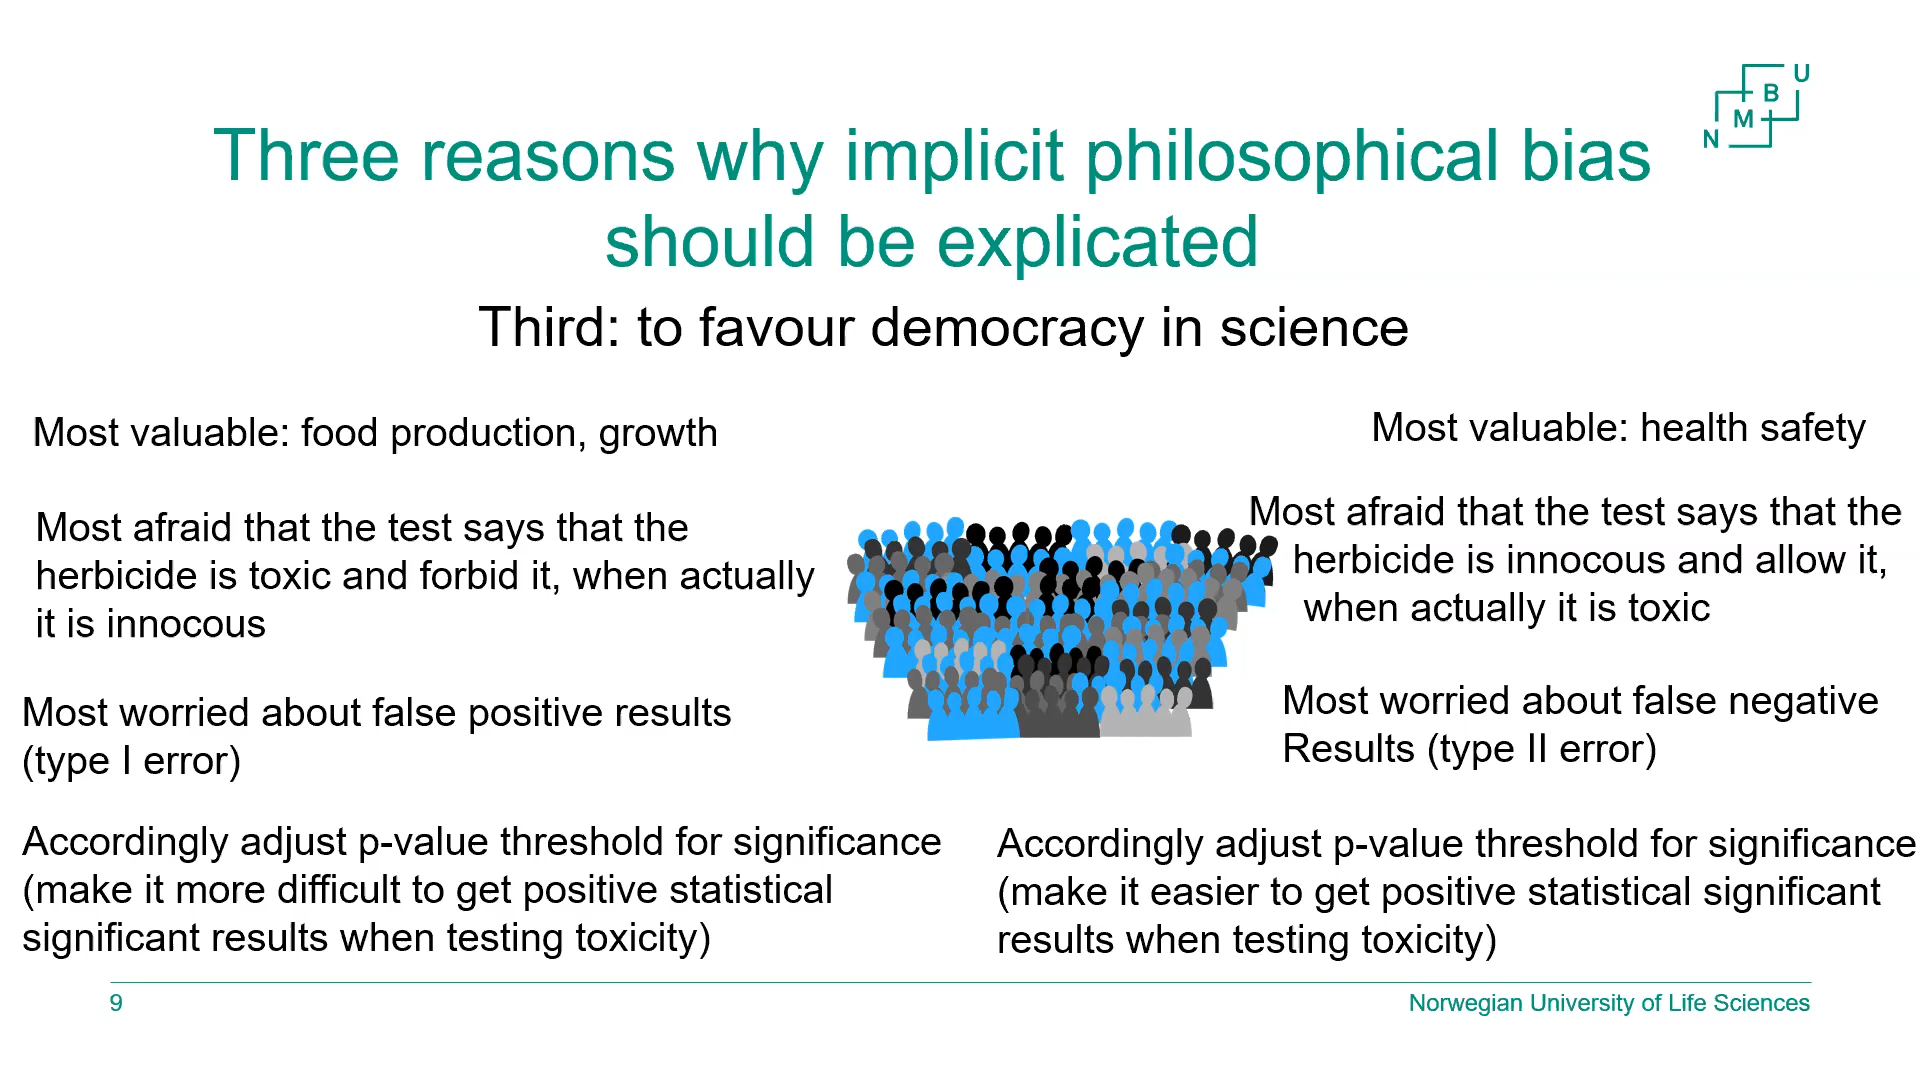 N M B U
Three reasons why implicit philosophical bias
should be explicated
Third: to favour democracy in science
Most valuable: food production, growth
Most afraid that the test says that the
herbicide is toxic and forbid it, when actually
it is innocous
Most worried about false positive results
(type I error)
Accordingly adjust p-value threshold for significance
(make it more difficult to get positive statistical
significant results when testing toxicity)
Most valuable: health safety
Most afraid that the test says that the
herbicide is innocous and allow it,
when actually it is toxic
Most worried about false negative
Results (type II error)
Accordingly adjust p-value threshold for significance
(make it easier to get positive statistical significant
results when testing toxicity)
9
Norwegian University of Life Sciences